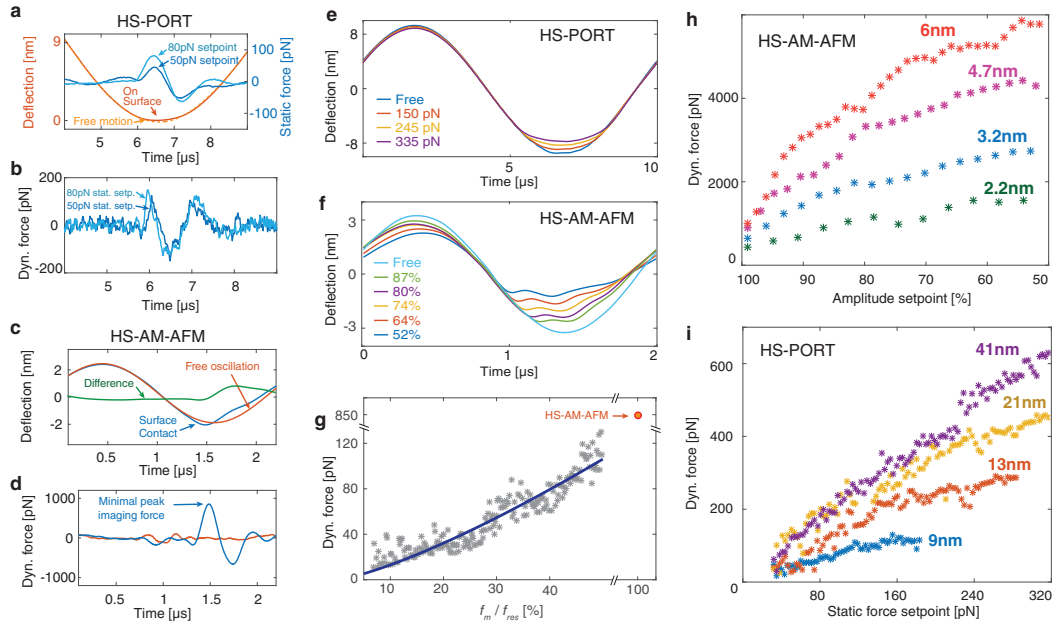 a HS-PORT
Deflection [nm]
9
0
80pN setpoint
50pN setpoint
On
Surface
Free motion
100
0
-100
Static force [pN]
5 6 7 8
Time [µs]
b
Dyn. force [pN]
200
0
-200
80pN stat. setp.
50pN stat. setp.
5 6 7 8
Time [µs]
HS-AM-AFM
c
Deflection [nm]
2
0
-2
Free oscillation
Difference
Surface
Contact
0.5 1 1.5 2
Time [µs]
d
Dyn. force [pN]
1000
0
-1000
Minimal peak
imaging force
0.5 1 1.5 2
Time [µs]
e
HS-PORT
Deflection [nm]
8
0
-8
Free
150 pN
245 pN
335 pN
5 10
Time [µs]
f
HS-AM-AFM
Deflection [nm]
3
0
-3
Free
87%
80%
74%
64%
52%
0 1 2
Time [µs]
g
Dyn. force [pN]
850
120
80
40
0
HS-AM-AFM
10 20 30 40 100
fm / fres [%]
h
HS-AM-AFM
Dyn. force [pN]
4000
2000
0
6nm
4.7nm
3.2nm
2.2nm
100 90 80 70 60 50
Amplitude setpoint [%]
i
HS-PORT
Dyn. force [pN]
600
400
200
0
41nm
21nm
13nm
9nm
80 160 240 320
Static force setpoint [pN]